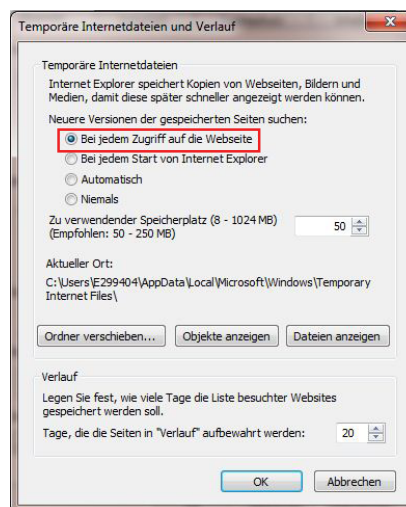 Temporäre Internetdateien und Verlauf
Temporäre Internetdateien
Internet Explorer speichert Kopien von Webseiten, Bildern und
Medien, damit diese später schneller angezeigt werden können.
Neuere Versionen der gespeicherten Seiten suchen:
Bei jedem Zugriff auf die Webseite
Bei jedem Start von Internet Explorer
Automatisch
Niemals
Zu verwendender Speicherplatz (8 - 1024 MB)
(Empfohlen: 50 - 250 MB)
50
Aktueller Ort:
C:\Users\E299404\AppData\Local\Microsoft\Windows\Temporary
Internet Files\
Ordner verschieben... Objekte anzeigen Dateien anzeigen
Verlauf
Legen Sie fest, wie viele Tage die Liste besuchter Websites
gespeichert werden soll.
Tage, die die Seiten in "Verlauf" aufbewahrt werden: 20
OK Abbrechen